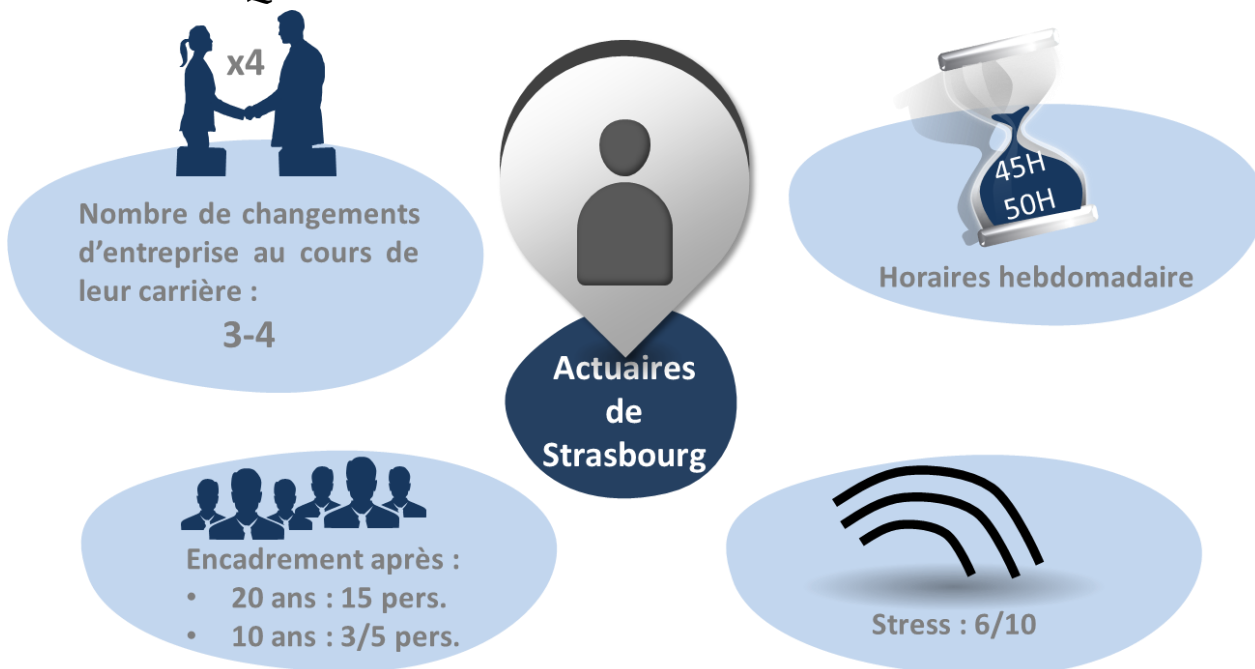 x4
Nombre de changements
d’entreprise au cours de
leur carrière :
3-4
45H
50H
Horaires hebdomadaire
Actuaires
de
Strasbourg
Encadrement après :
• 20 ans : 15 pers.
• 10 ans : 3/5 pers.
Stress : 6/10